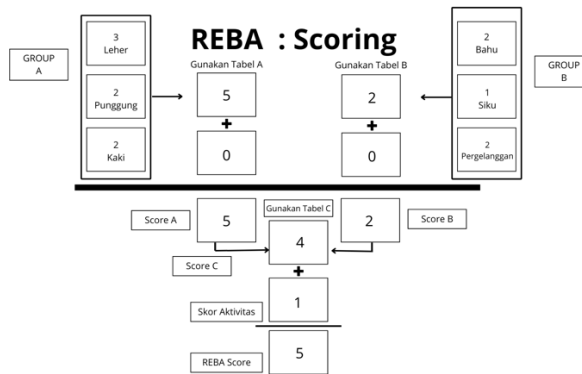 REBA : Scoring
GROUP
A
3
Leher
2
Punggung
2
Kaki
Gunakan Tabel A
5
+
0
Gunakan Tabel B
2
+
0
2
Bahu
1
Siku
2
Pergelanggan
GROUP
B
Score A
5
Gunakan Tabel C
4
2
Score B
Score C
+
Skor Aktivitas
1
REBA Score
5